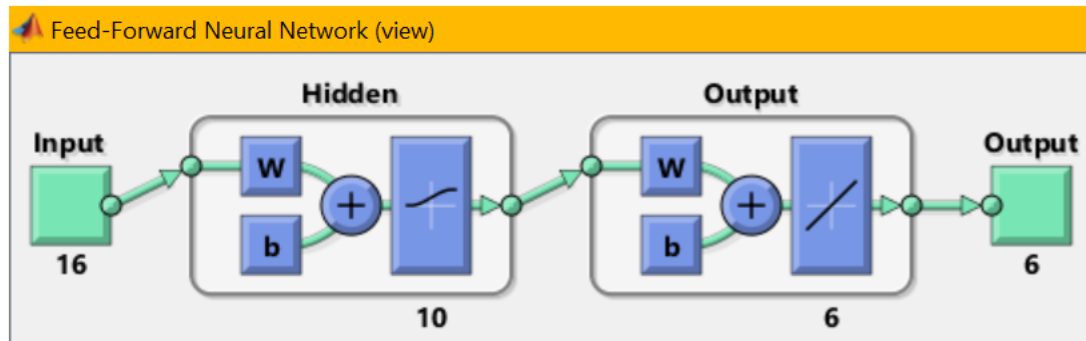 Feed-Forward Neural Network (view)
Hidden
Output
Input
Output
W
W
b
b
16
6
10
6